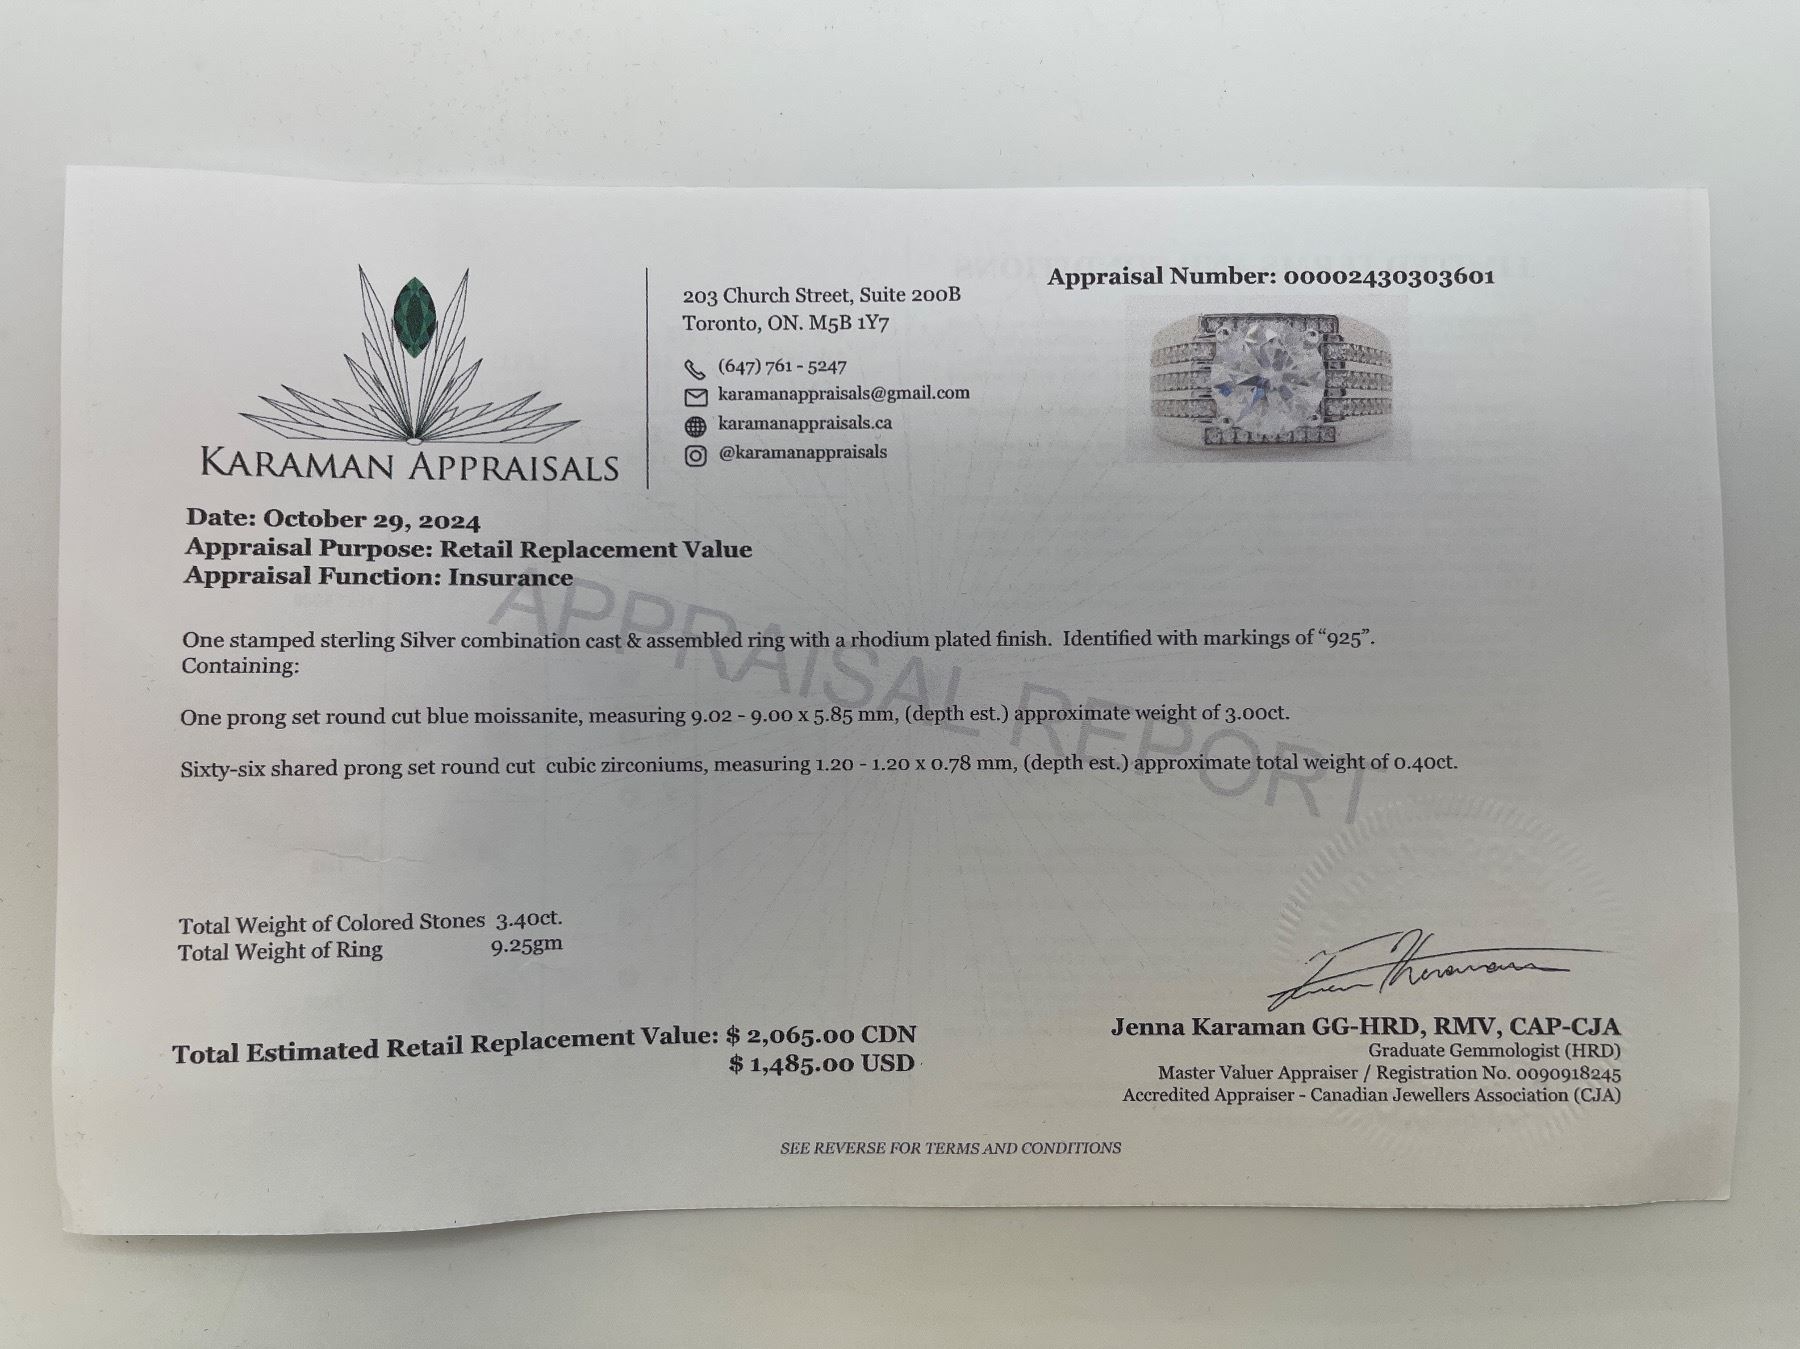 KARAMAN APPRAISALS
203 Church Street, Suite 200B
Toronto, ON. M5B 1Y7
(647) 761 - 5247
karamanappraisals@gmail.com
karamanappraisals.ca
@karamanappraisals
Appraisal Number: 00002430303601
Date: October 29, 2024
Appraisal Purpose: Retail Replacement Value
Appraisal Function: Insurance
APPRAISAL REPORT
One stamped sterling Silver combination cast & assembled ring with a rhodium plated finish. Identified with markings of “925”.
Containing:
One prong set round cut blue moissanite, measuring 9.02 - 9.00 x 5.85 mm, (depth est.) approximate weight of 3.00ct.
Sixty-six shared prong set round cut cubic zirconiums, measuring 1.20 - 1.20 x 0.78 mm, (depth est.) approximate total weight of 0.40ct.
Total Weight of Colored Stones 3.40ct.
Total Weight of Ring 9.25gm
Total Estimated Retail Replacement Value: $ 2,065.00 CDN
$ 1,485.00 USD
Jenna Karaman GG-HRD, RMV, CAP-CJA
Graduate Gemmologist (HRD)
Master Valuer Appraiser / Registration No. 0090918245
Accredited Appraiser - Canadian Jewellers Association (CJA)
SEE REVERSE FOR TERMS AND CONDITIONS